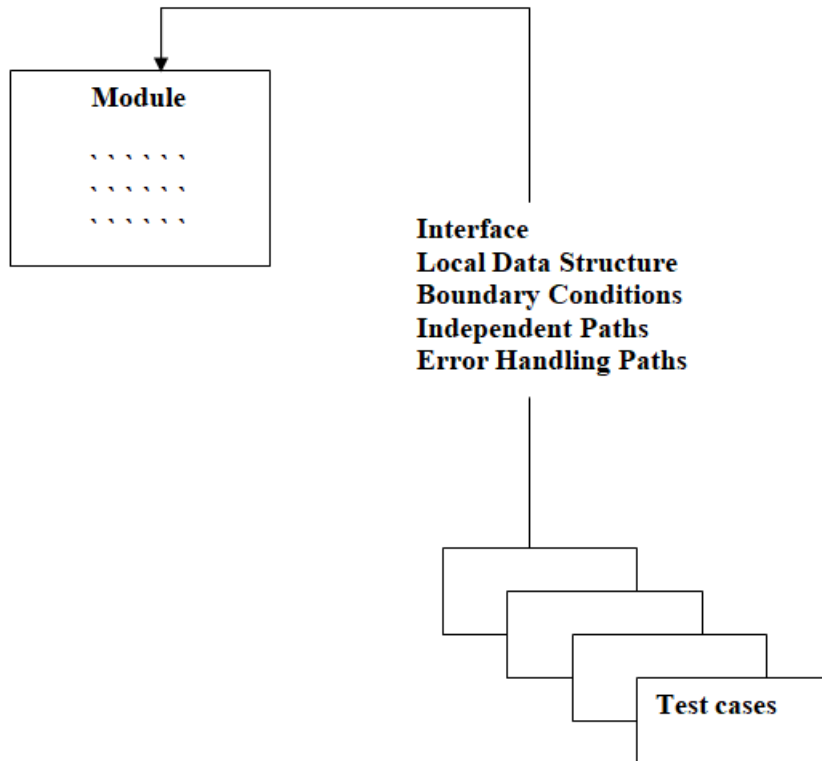 Module
Interface
Local Data Structure
Boundary Conditions
Independent Paths
Error Handling Paths
Test cases